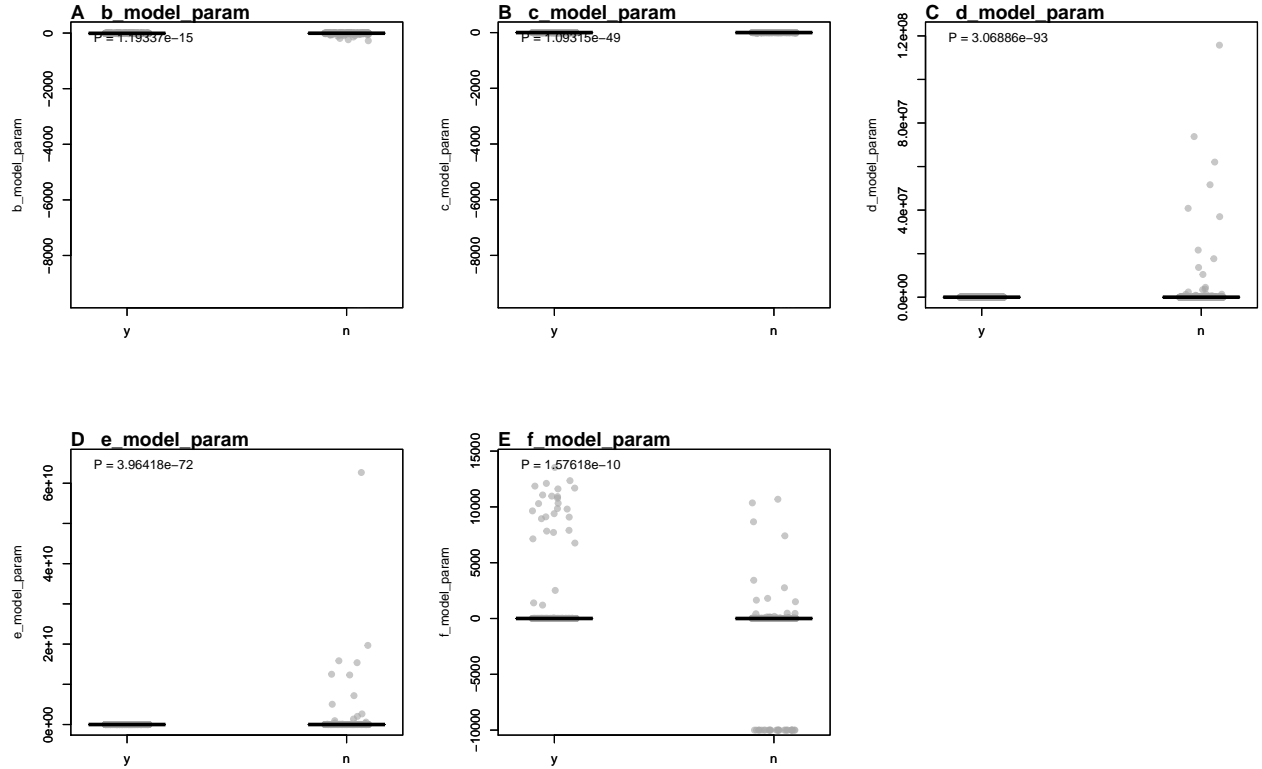 A b_model_param
P = 1.19337e−15
b_model_param
0
−2000
−4000
−6000
−8000
y n
B c_model_param
P = 1.09315e−49
c_model_param
0
−2000
−4000
−6000
−8000
y n
C d_model_param
P = 3.06886e−93
d_model_param
1.2e+08
8.0e+07
4.0e+07
0.0e+00
y n
D e_model_param
P = 3.96418e−72
e_model_param
6e+10
4e+10
2e+10
0e+00
y n
E f_model_param
P = 1.57618e−10
f_model_param
15000
10000
5000
0
−5000
−10000
y n